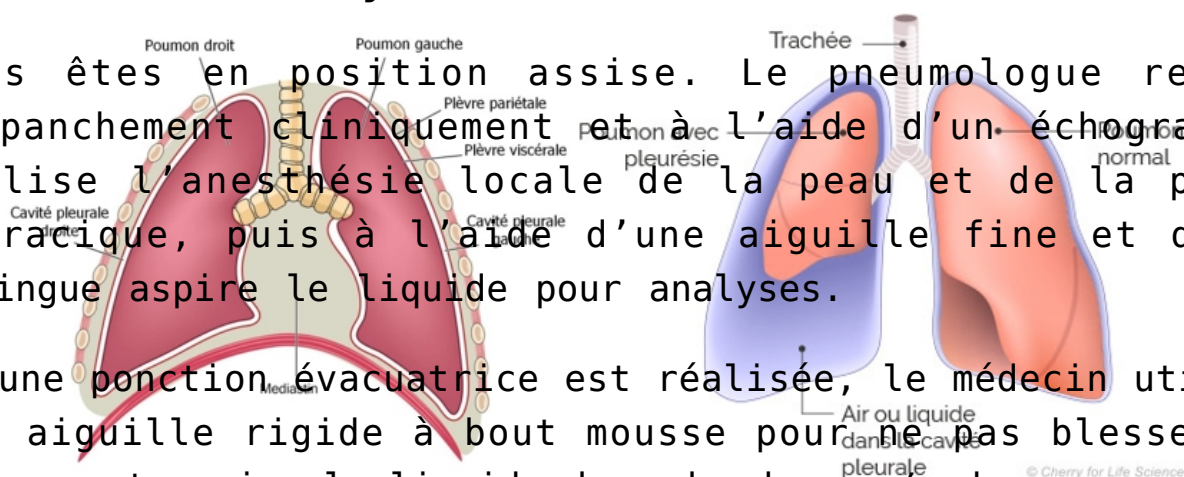 Poumon droit
Poumon gauche
Trachée
s êtes en position assise. Le pneumologue re
Plèvre pariétale
panchement cliniquement et à l’aide d’un échogra
Poumon avec
pleurésie
Poumon
normal
Plèvre viscérale
lise l’anesthésie locale de la peau et de la p
Cavité pleurale
droite
Cavité pleurale
gauche
racique, puis à l’aide d’une aiguille fine et d
ingue aspire le liquide pour analyses.
une ponction évacuatrice est réalisée, le médecin uti
Mediastin
aiguille rigide à bout mousse pour ne pas blesse
Air ou liquide
dans la cavité
pleurale
© Cherry for Life Science